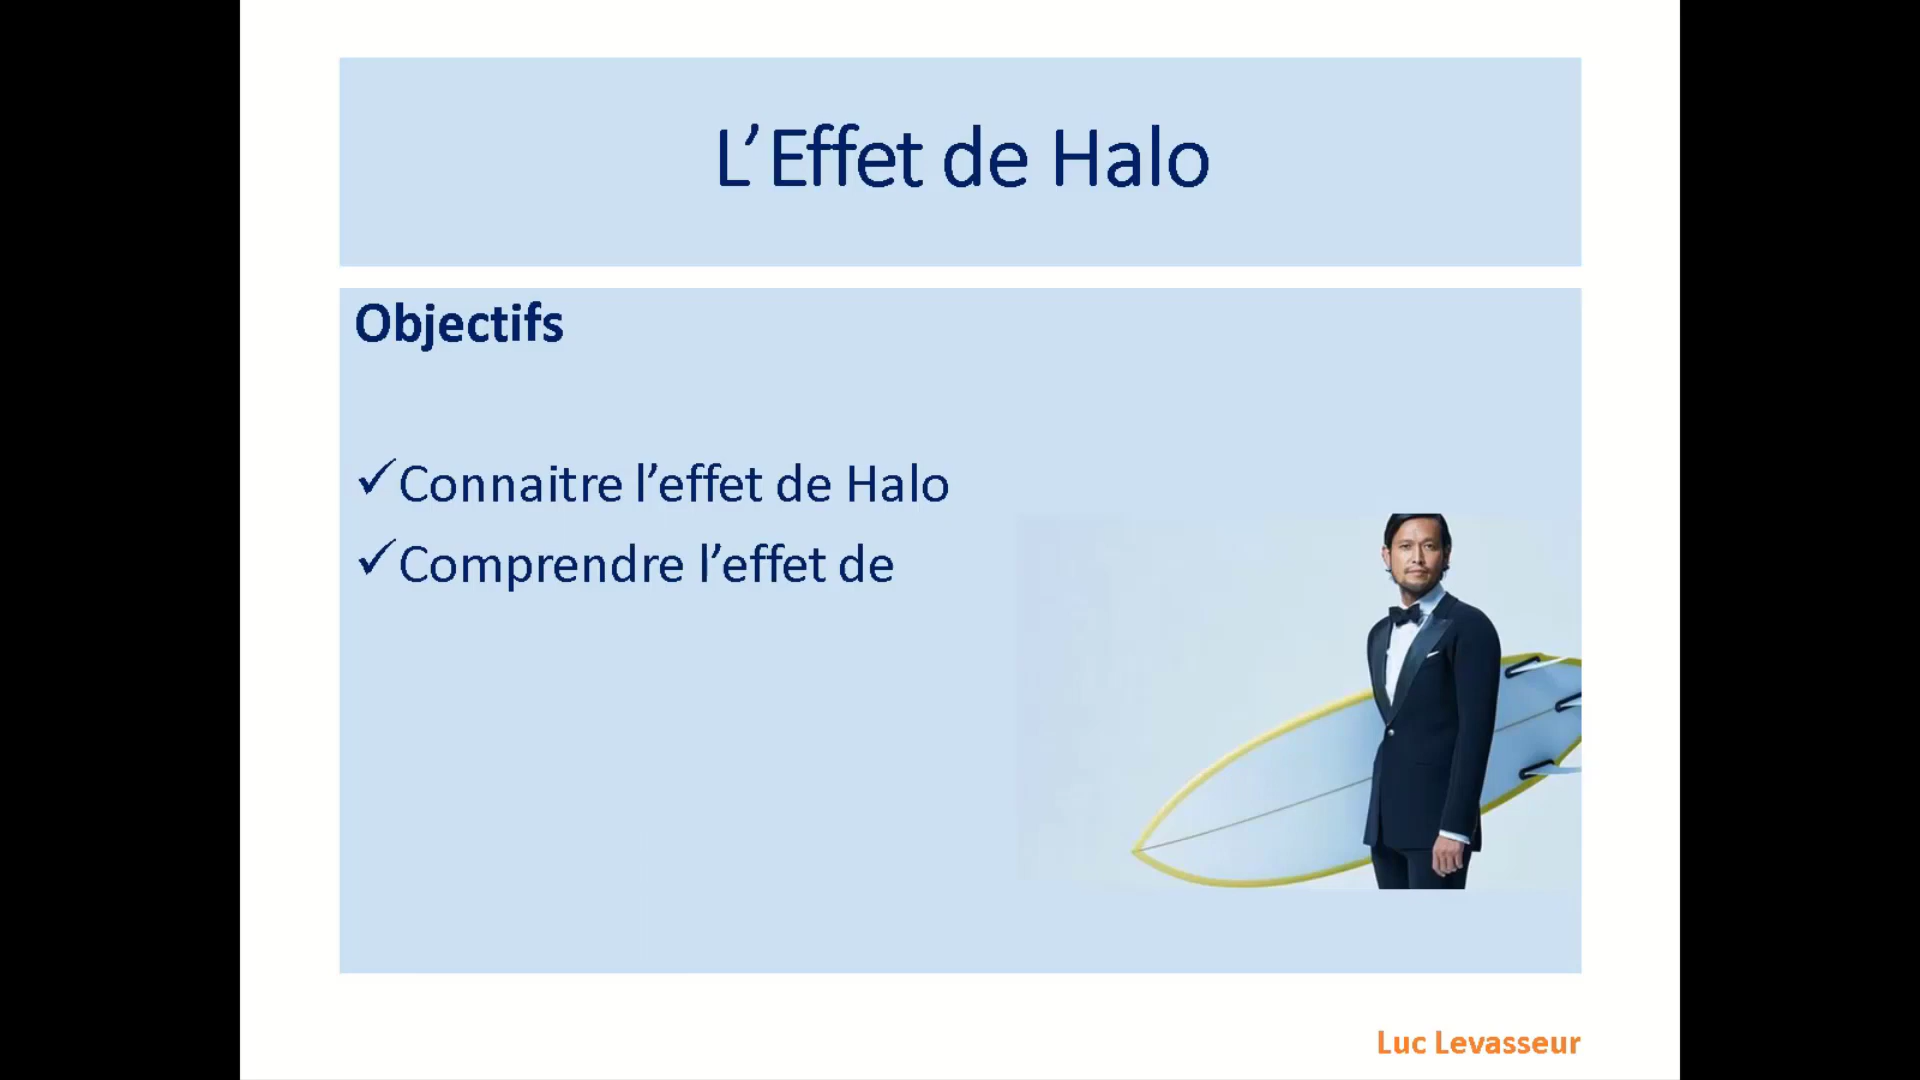 L’Effet de Halo
Objectifs
✓Connaitre l’effet de Halo
✓Comprendre l’effet de
Luc Levasseur